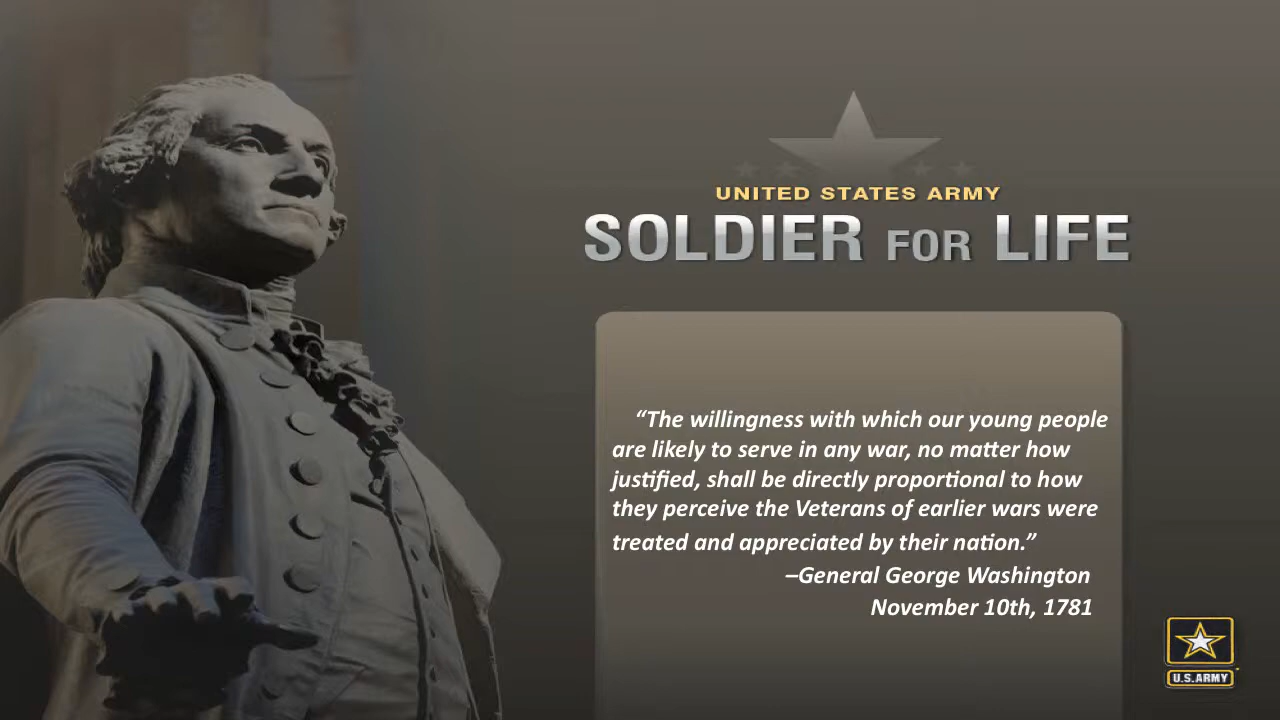 UNITED STATES ARMY
SOLDIER FOR LIFE
“The willingness with which our young people
are likely to serve in any war, no matter how
justified, shall be directly proportional to how
they perceive the Veterans of earlier wars were
treated and appreciated by their nation.”
–General George Washington
November 10th, 1781
U.S.ARMY